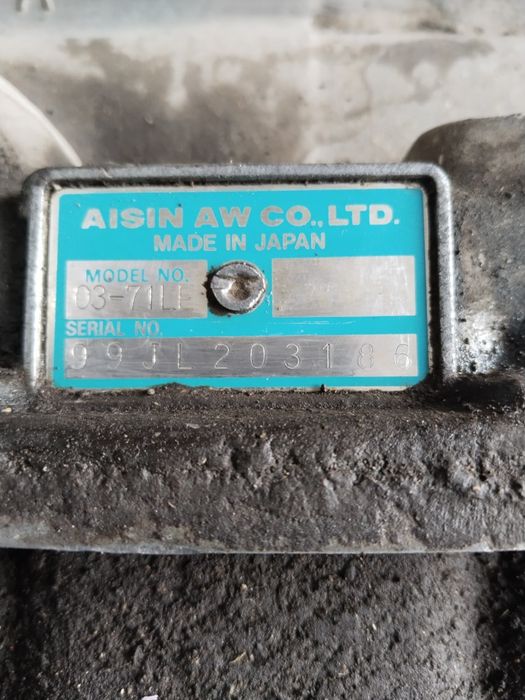 AISIN AW CO., LTD.
MADE IN JAPAN
MODEL NO.
03-71LE
SERIAL NO.
99JL203186